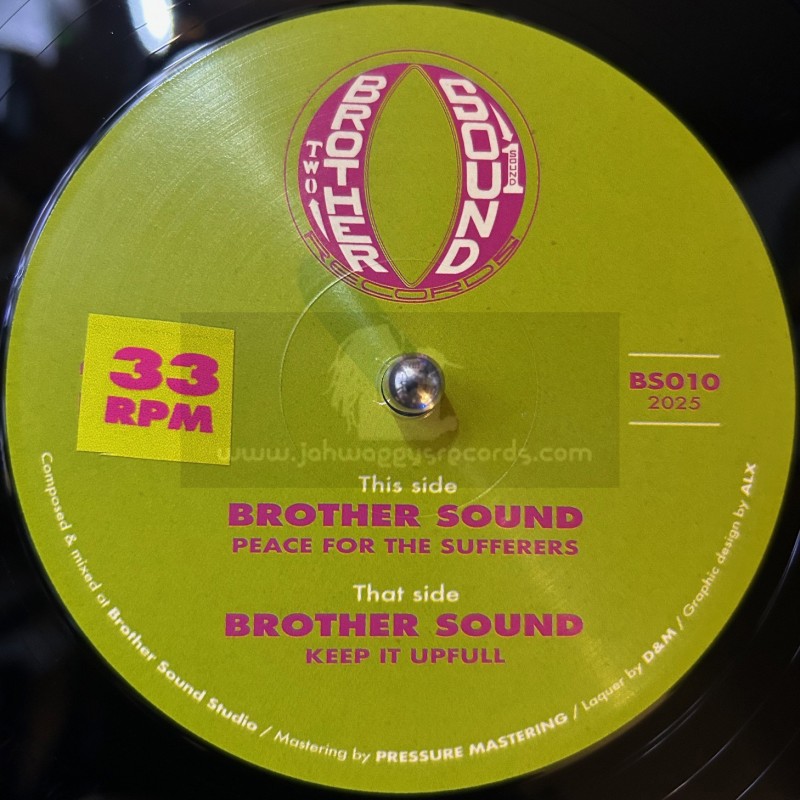 BROTHER
SOUND
TWO
1
SOUND
RECORDS
33
RPM
BS010
2025
www.jahwaggysrecords.com
This side
BROTHER SOUND
PEACE FOR THE SUFFERERS
That side
BROTHER SOUND
KEEP IT UPFULL
Composed & mixed at Brother Sound Studio / Mastering by PRESSURE MASTERING / Laquer by D&M / Graphic design by ALX